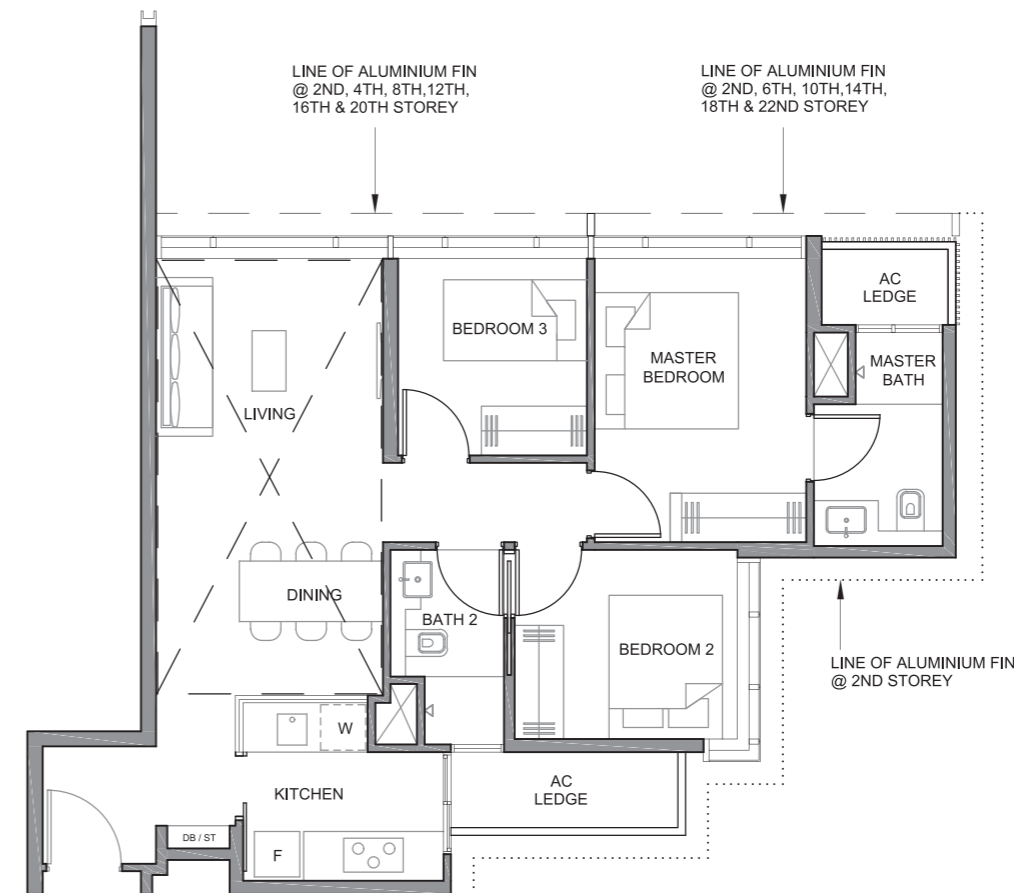 LINE OF ALUMINIUM FIN
@ 2ND, 4TH, 8TH,12TH,
16TH & 20TH STOREY
LINE OF ALUMINIUM FIN
@ 2ND, 6TH, 10TH,14TH,
18TH & 22ND STOREY
AC
LEDGE
BEDROOM 3
MASTER
BEDROOM
MASTER
BATH
LIVING
DINING
BATH 2
BEDROOM 2
LINE OF ALUMINIUM FIN
@ 2ND STOREY
W
KITCHEN
AC
LEDGE
DB / ST
F